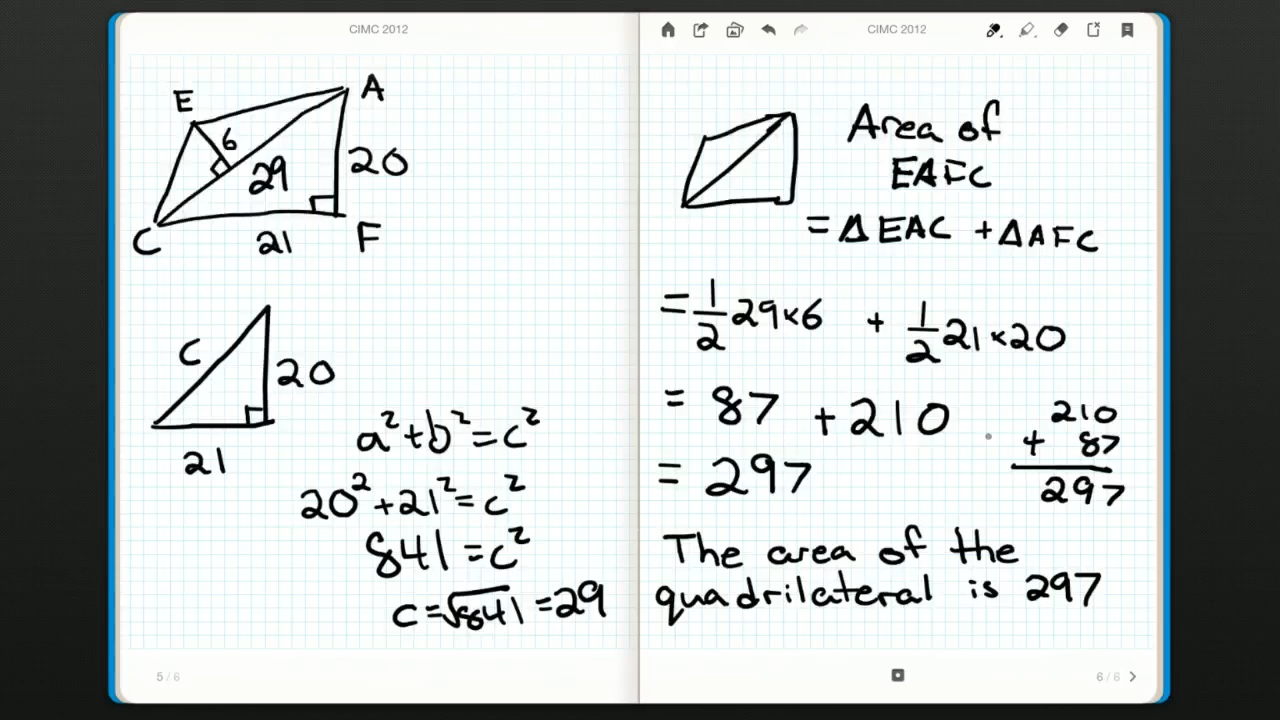 CIMC 2012
E
A
6
29
20
C
21
F
C
20
21
a²+b²=c²
20²+21²=c²
841=c²
c=√841=29
5 / 6
CIMC 2012
Area of
EAFC
=ΔEAC +ΔAFC
=1/2 29×6 + 1/2 21×20
= 87 +210
= 297
210
+ 87
297
The area of the
quadrilateral is 297
6 / 6